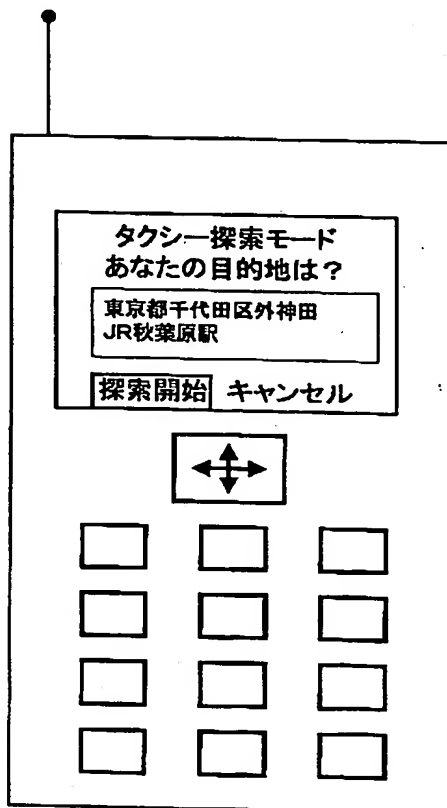 タクシー探索モード
あなたの目的地は？
東京都千代田区外神田
JR秋葉原駅
探索開始 キャンセル